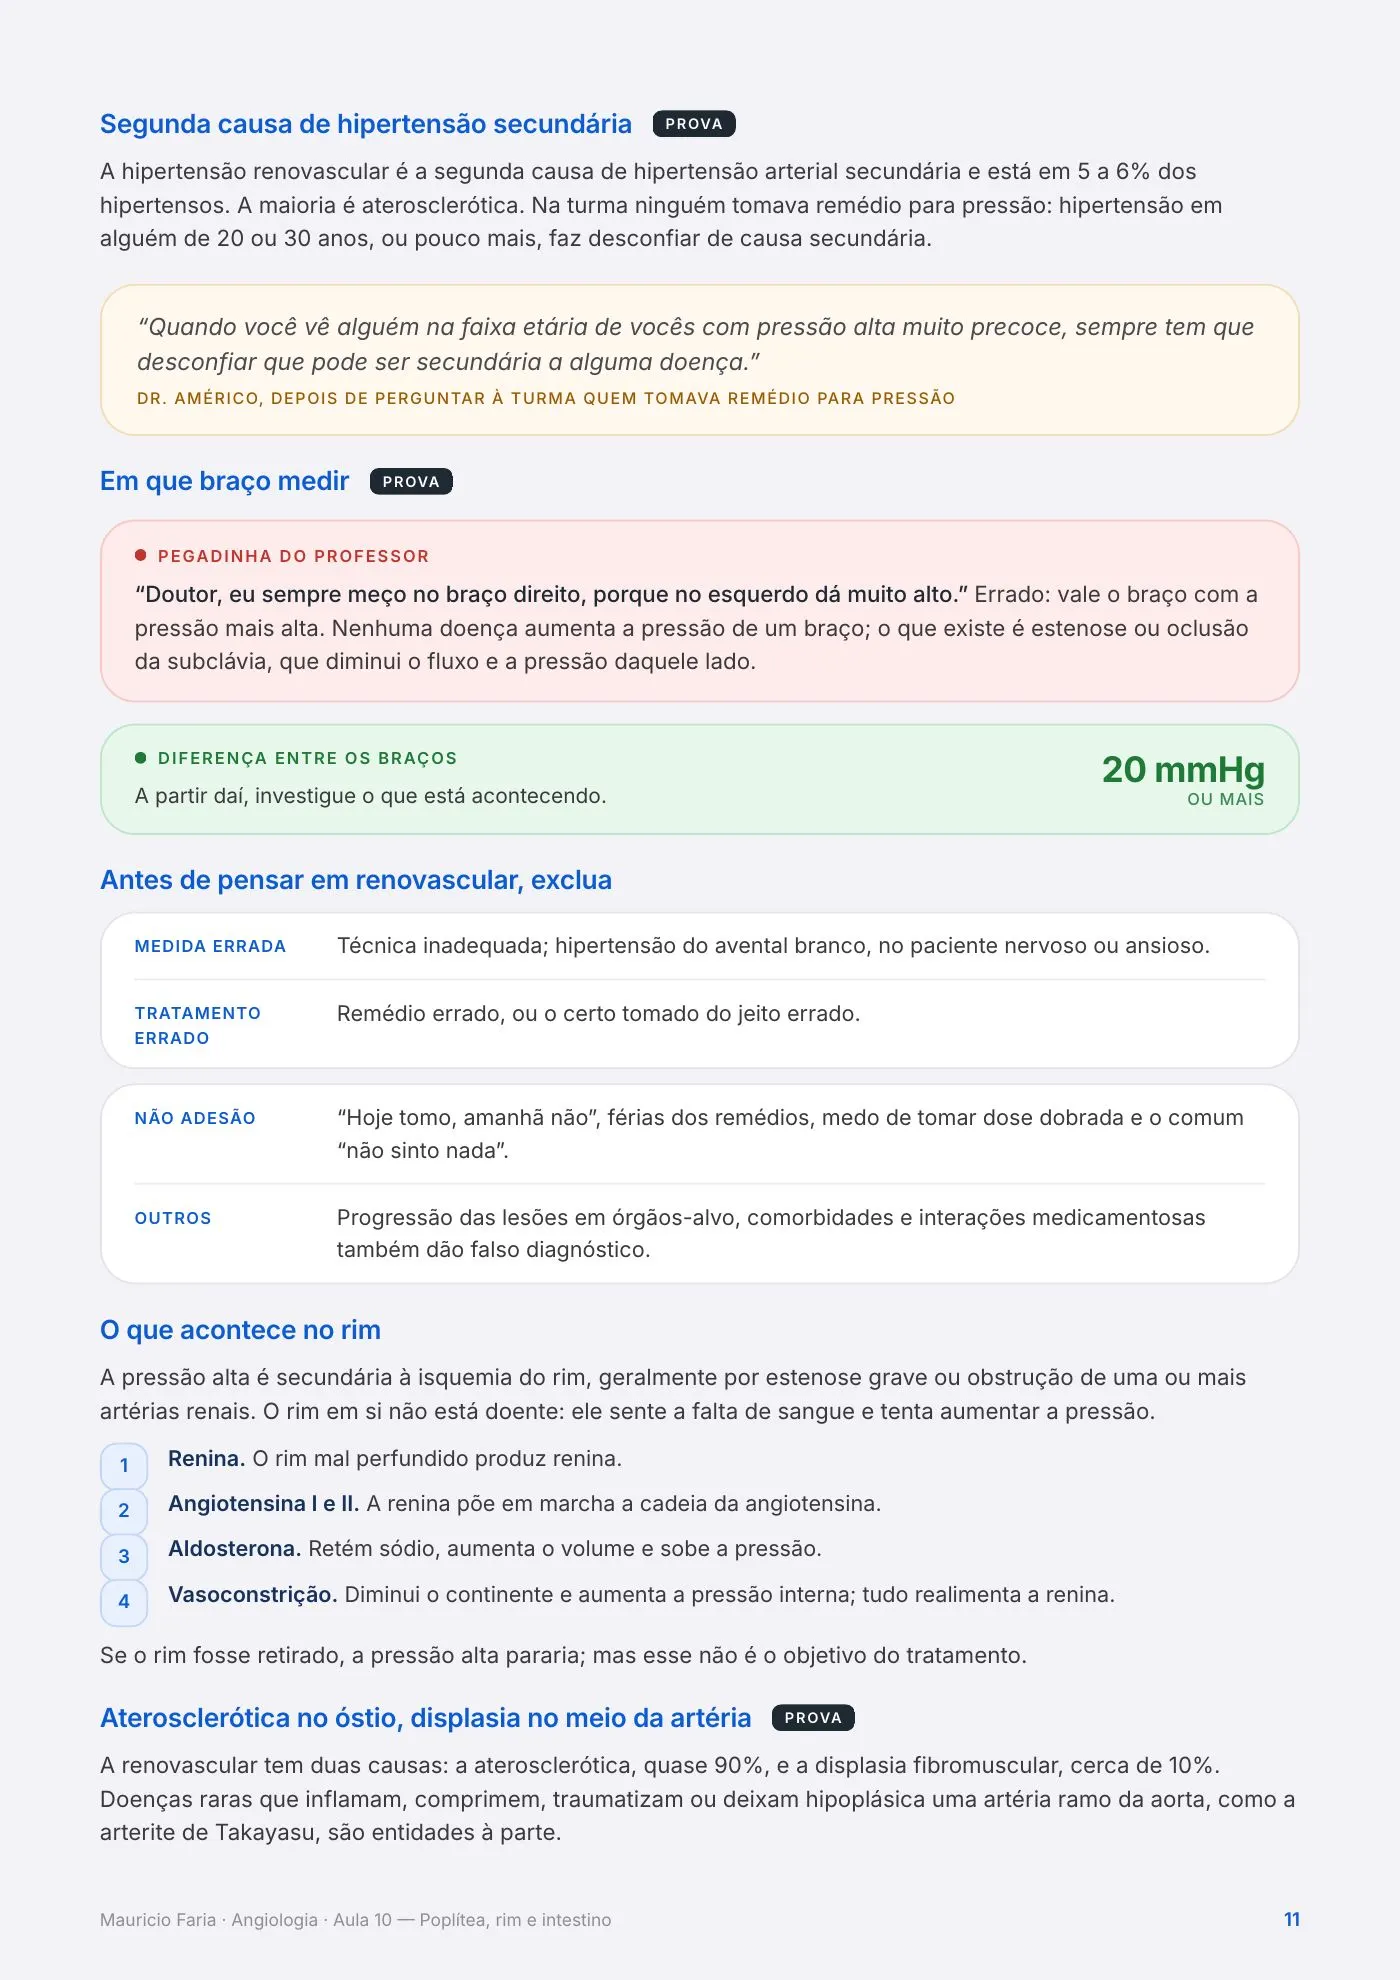 Segunda causa de hipertensão secundária PROVA
A hipertensão renovascular é a segunda causa de hipertensão arterial secundária e está em 5 a 6% dos
hipertensos. A maioria é aterosclerótica. Na turma ninguém tomava remédio para pressão: hipertensão em
alguém de 20 ou 30 anos, ou pouco mais, faz desconfiar de causa secundária.
“Quando você vê alguém na faixa etária de vocês com pressão alta muito precoce, sempre tem que
desconfiar que pode ser secundária a alguma doença.”
DR. AMÉRICO, DEPOIS DE PERGUNTAR À TURMA QUEM TOMAVA REMÉDIO PARA PRESSÃO
Em que braço medir PROVA
PEGADINHA DO PROFESSOR
“Doutor, eu sempre meço no braço direito, porque no esquerdo dá muito alto.” Errado: vale o braço com a
pressão mais alta. Nenhuma doença aumenta a pressão de um braço; o que existe é estenose ou oclusão
da subclávia, que diminui o fluxo e a pressão daquele lado.
DIFERENÇA ENTRE OS BRAÇOS
A partir daí, investigue o que está acontecendo.
20 mmHg
OU MAIS
Antes de pensar em renovascular, exclua
MEDIDA ERRADA Técnica inadequada; hipertensão do avental branco, no paciente nervoso ou ansioso.
TRATAMENTO
ERRADO
Remédio errado, ou o certo tomado do jeito errado.
NÃO ADESÃO “Hoje tomo, amanhã não”, férias dos remédios, medo de tomar dose dobrada e o comum
“não sinto nada”.
OUTROS Progressão das lesões em órgãos-alvo, comorbidades e interações medicamentosas
também dão falso diagnóstico.
O que acontece no rim
A pressão alta é secundária à isquemia do rim, geralmente por estenose grave ou obstrução de uma ou mais
artérias renais. O rim em si não está doente: ele sente a falta de sangue e tenta aumentar a pressão.
1 Renina. O rim mal perfundido produz renina.
2 Angiotensina I e II. A renina põe em marcha a cadeia da angiotensina.
3 Aldosterona. Retém sódio, aumenta o volume e sobe a pressão.
4 Vasoconstrição. Diminui o continente e aumenta a pressão interna; tudo realimenta a renina.
Se o rim fosse retirado, a pressão alta pararia; mas esse não é o objetivo do tratamento.
Aterosclerótica no óstio, displasia no meio da artéria PROVA
A renovascular tem duas causas: a aterosclerótica, quase 90%, e a displasia fibromuscular, cerca de 10%.
Doenças raras que inflamam, comprimem, traumatizam ou deixam hipoplásica uma artéria ramo da aorta, como a
arterite de Takayasu, são entidades à parte.
Mauricio Faria · Angiologia · Aula 10 — Poplítea, rim e intestino 11